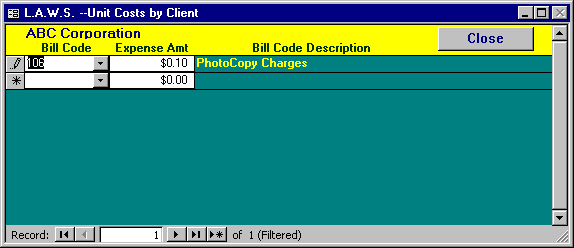 L.A.W.S. --Unit Costs by Client
ABC Corporation
Close
Bill Code Expense Amt Bill Code Description
106 $0.10 PhotoCopy Charges
$0.00
Record: 1 of 1 (Filtered)